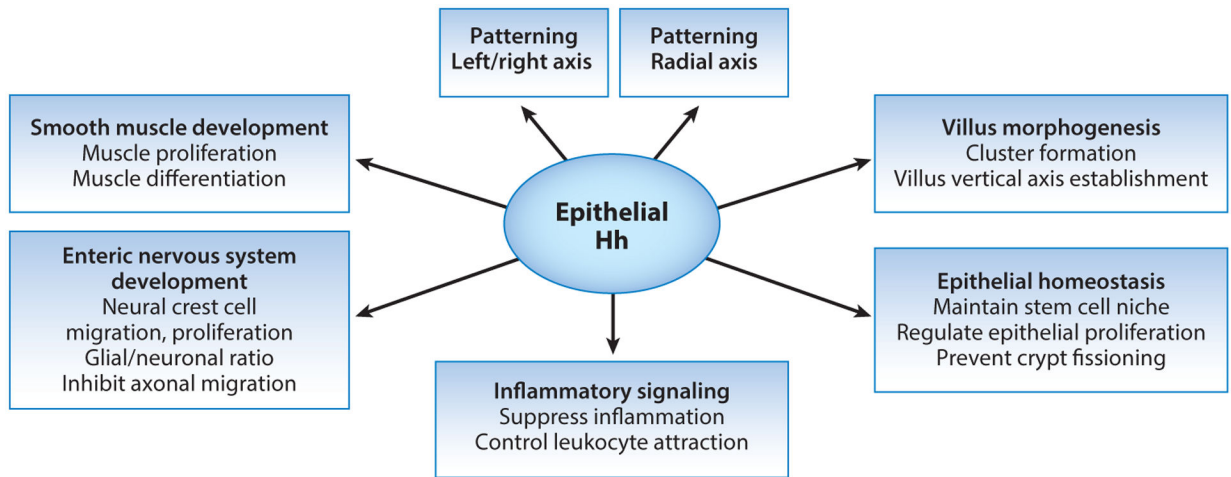 Patterning
Left/right axis
Patterning
Radial axis
Smooth muscle development
Muscle proliferation
Muscle differentiation
Villus morphogenesis
Cluster formation
Villus vertical axis establishment
Epithelial
Hh
Enteric nervous system
development
Neural crest cell
migration, proliferation
Glial/neuronal ratio
Inhibit axonal migration
Epithelial homeostasis
Maintain stem cell niche
Regulate epithelial proliferation
Prevent crypt fissioning
Inflammatory signaling
Suppress inflammation
Control leukocyte attraction